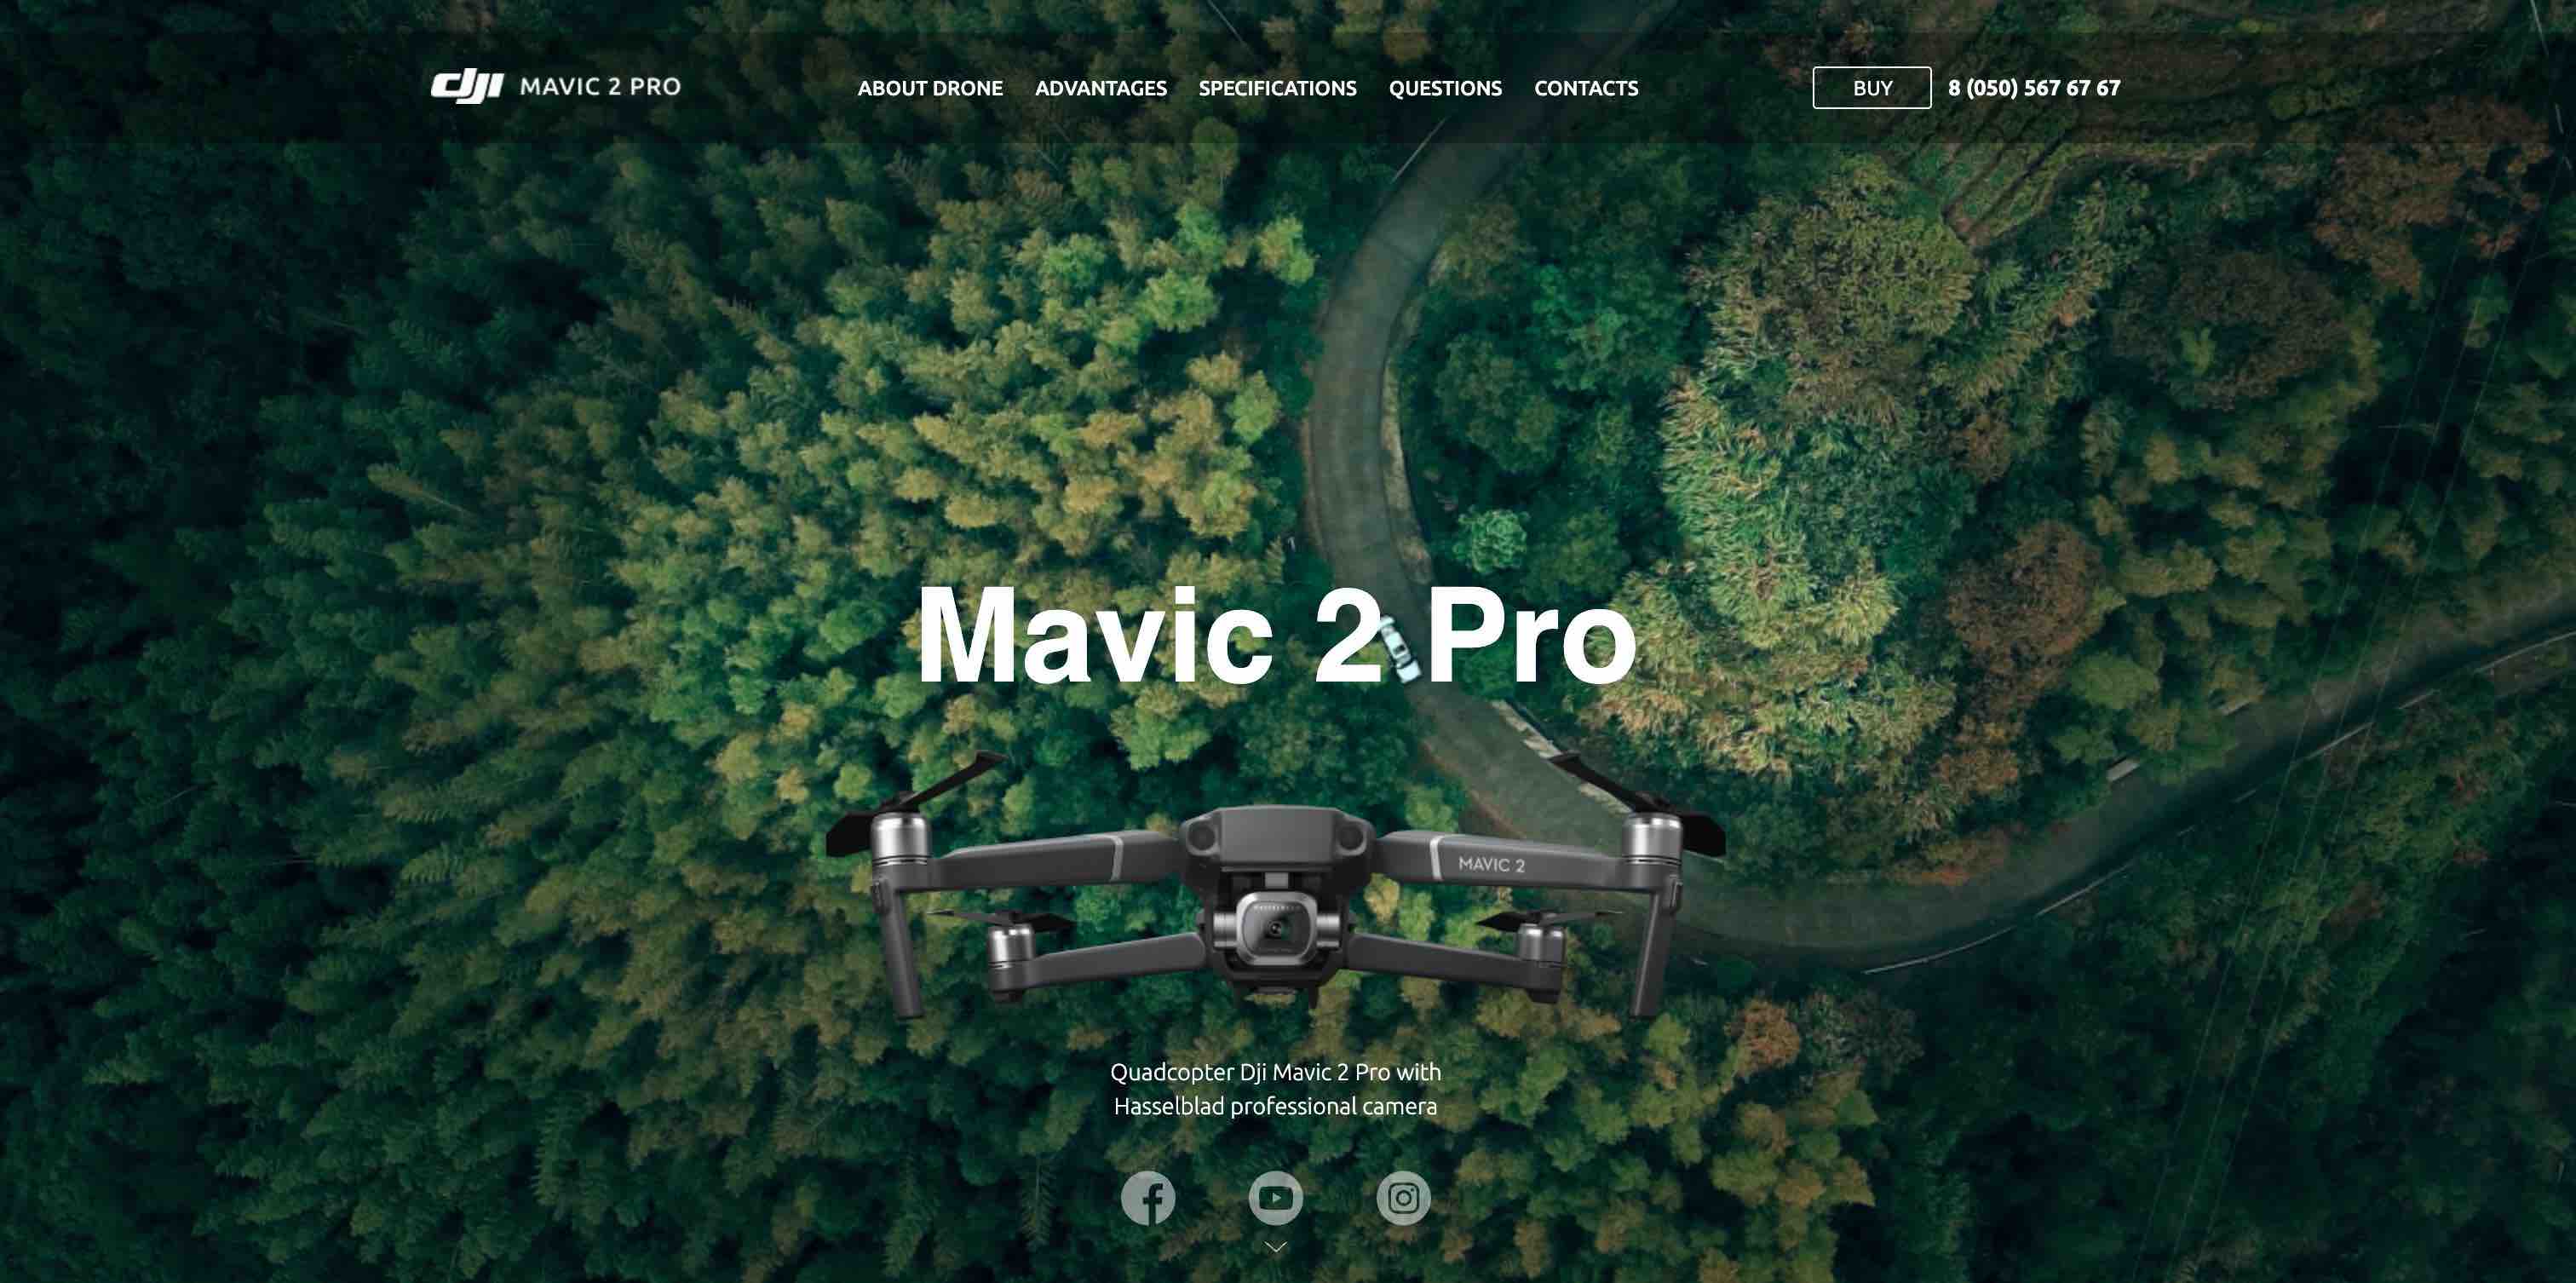 dji MAVIC 2 PRO
ABOUT DRONE ADVANTAGES SPECIFICATIONS QUESTIONS CONTACTS
BUY 8 (050) 567 67 67
Mavic 2 Pro
MAVIC 2
HASSELBLAD
Quadcopter Dji Mavic 2 Pro with
Hasselblad professional camera